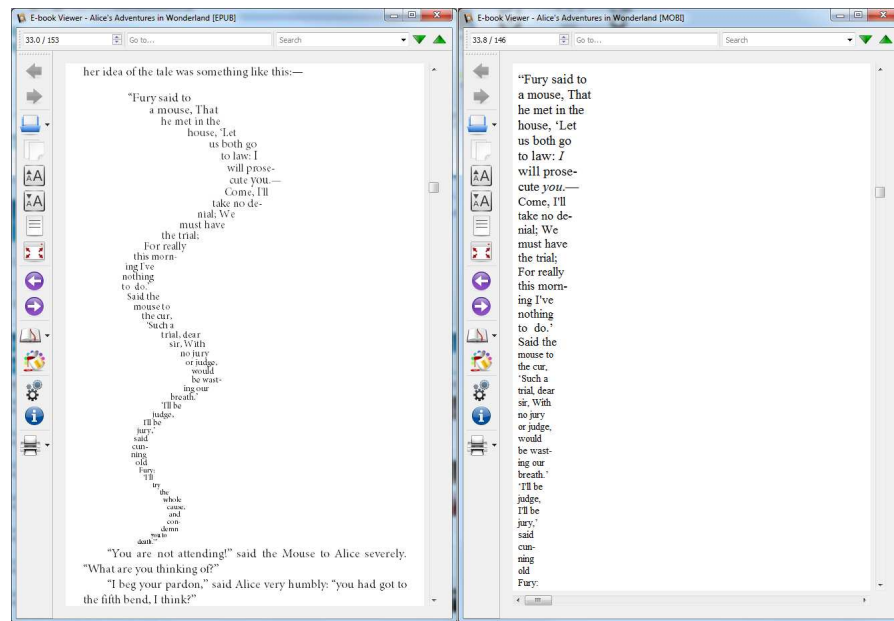 E-book Viewer - Alice's Adventures in Wonderland [EPUB]
33.0 / 153
Go to...
Search
her idea of the tale was something like this:—
“Fury said to
a mouse, That
he met in the
house, ‘Let
us both go
to law: I
will prose-
cute you.—
Come, I'll
take no de-
nial; We
must have
the trial;
For really
this morn-
ing I've
nothing
to do.’
Said the
mouse to
the cur,
‘Such a
trial, dear
sir, With
no jury
or judge,
would
be wast-
ing our
breath.’
‘I'll be
judge,
I'll be
jury,’
said
cun-
ning
old
Fury;
‘I'll
try
the
whole
cause,
and
con-
demn
you to
death.’”
“You are not attending!” said the Mouse to Alice severely.
“What are you thinking of?”
“I beg your pardon,” said Alice very humbly: “you had got to
the fifth bend, I think?”
E-book Viewer - Alice's Adventures in Wonderland [MOBI]
33.8 / 146
Go to...
Search
“Fury said to
a mouse, That
he met in the
house, ‘Let
us both go
to law: I
will prose-
cute you.—
Come, I'll
take no de-
nial; We
must have
the trial;
For really
this morn-
ing I've
nothing
to do.’
Said the
mouse to
the cur,
‘Such a
trial, dear
sir, With
no jury
or judge,
would
be wast-
ing our
breath.’
‘I'll be
judge,
I'll be
jury,’
said
cun-
ning
old
Fury: